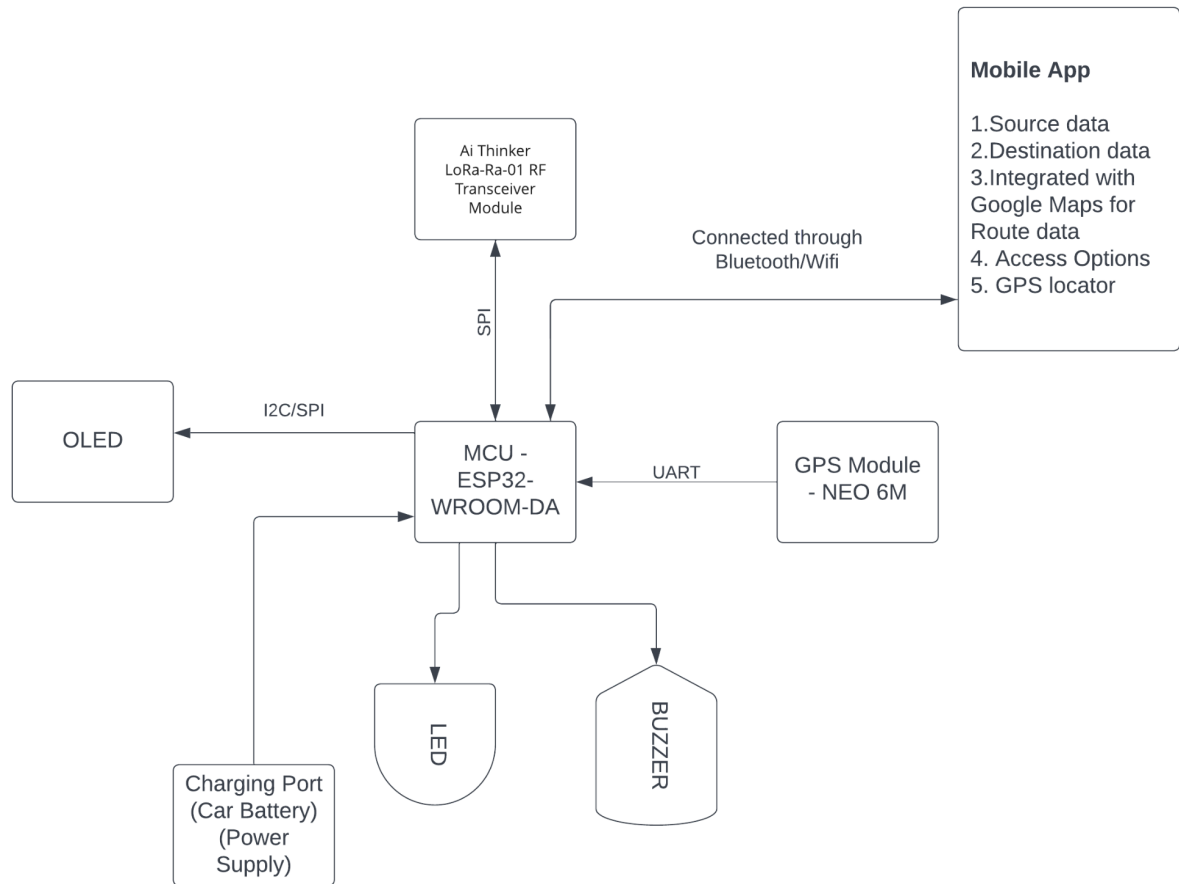 Mobile App
1.Source data
2.Destination data
3.Integrated with
Google Maps for
Route data
4. Access Options
5. GPS locator
Ai Thinker
LoRa-Ra-01 RF
Transceiver
Module
Connected through
Bluetooth/Wifi
SPI
I2C/SPI
OLED
MCU -
ESP32-
WROOM-DA
UART
GPS Module
- NEO 6M
LED
BUZZER
Charging Port
(Car Battery)
(Power
Supply)